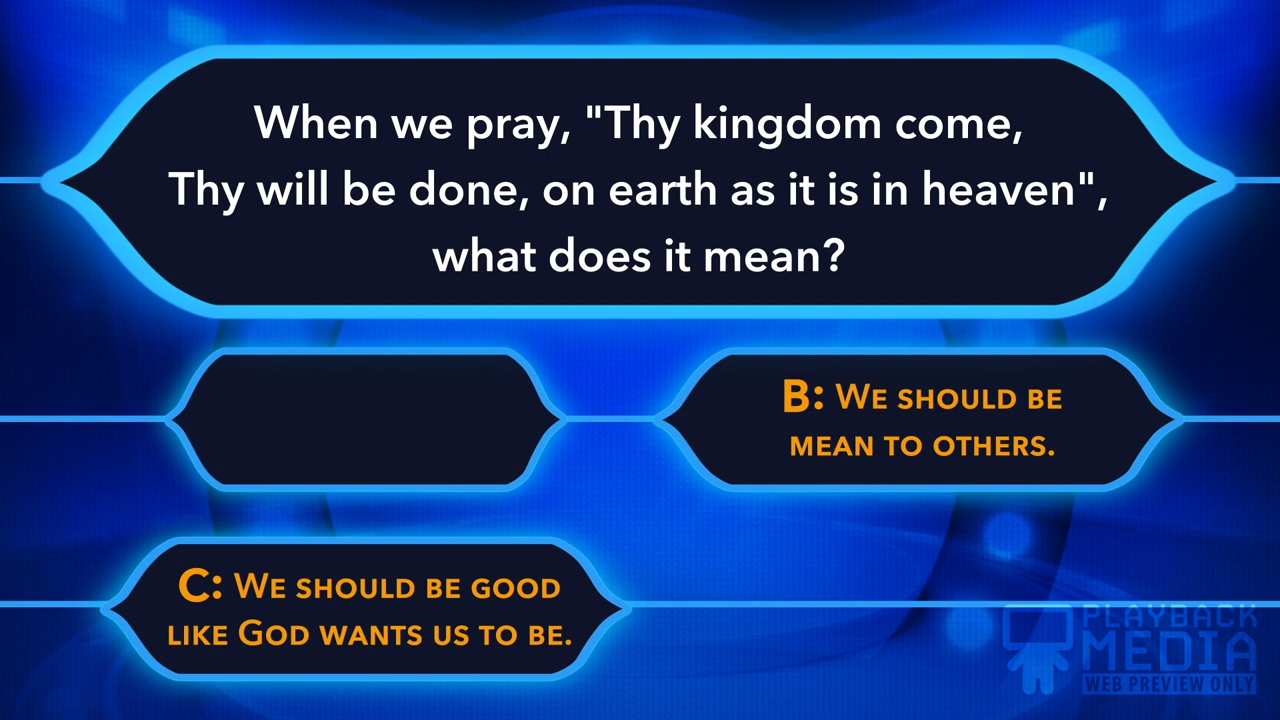 When we pray, "Thy kingdom come,
Thy will be done, on earth as it is in heaven",
what does it mean?
B: We should be
mean to others.
C: We should be good
like God wants us to be.
PLAYBACK
MEDIA
WEB PREVIEW ONLY